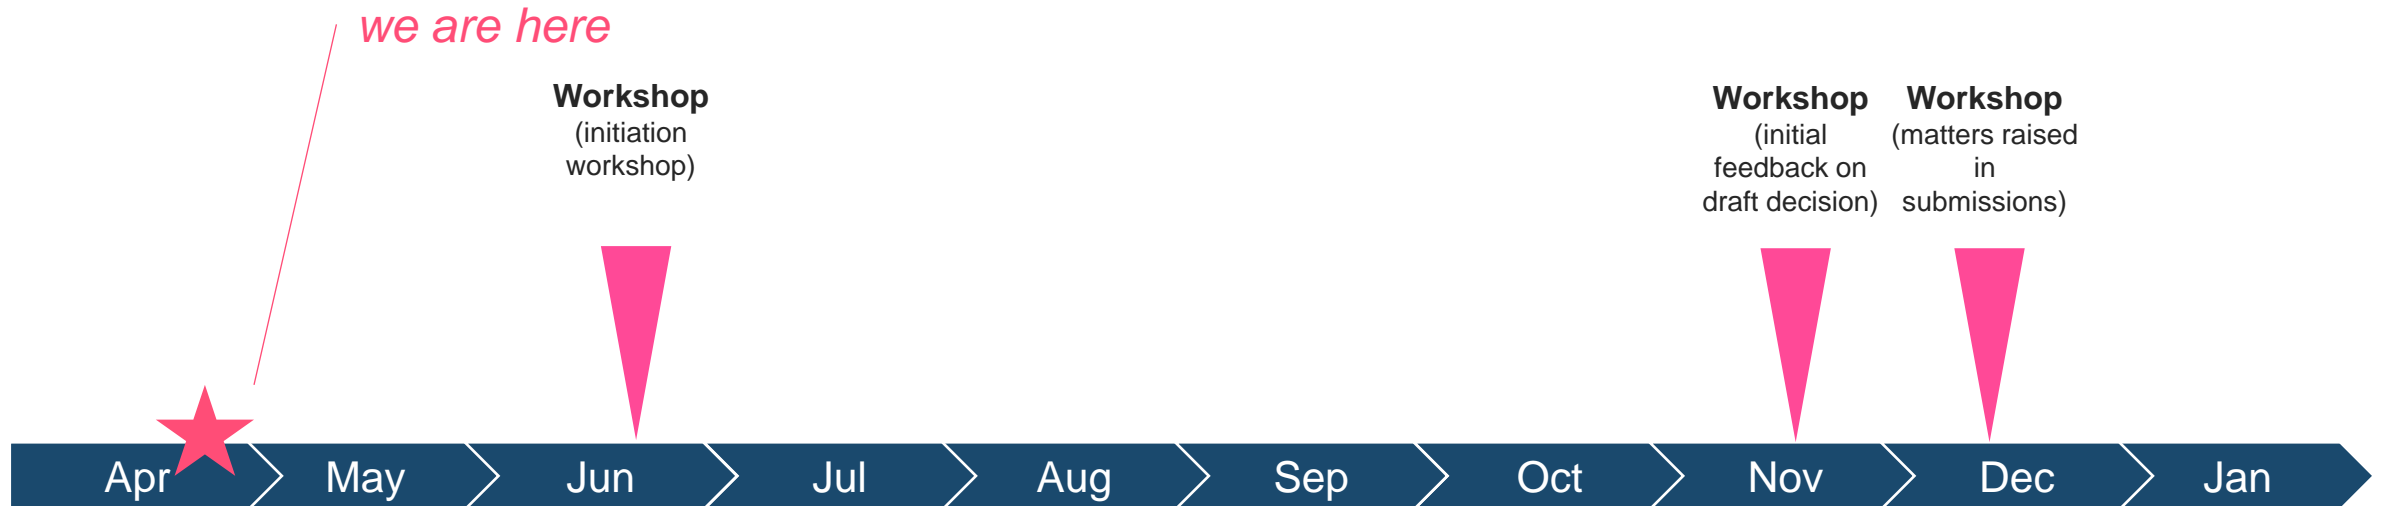 we are here
Workshop
(initiation
workshop)
Workshop
(initial
feedback on
draft decision)
Workshop
(matters raised
in
submissions)
Apr
May
Jun
Jul
Aug
Sep
Oct
Nov
Dec
Jan